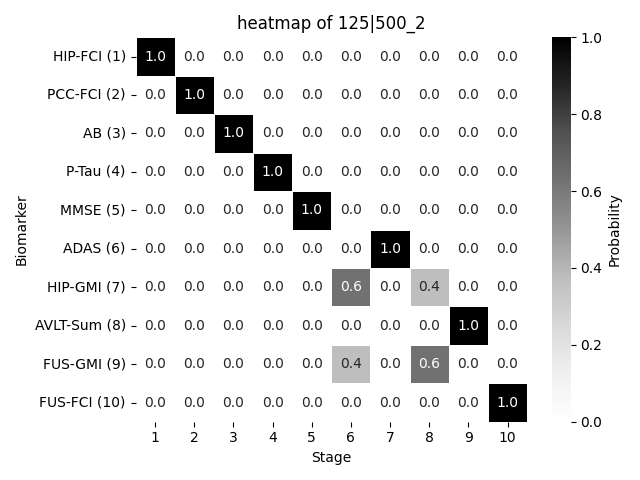 heatmap of 125|500_2
HIP-FCI (1) 1.0 0.0 0.0 0.0 0.0 0.0 0.0 0.0 0.0 0.0
PCC-FCI (2) 0.0 1.0 0.0 0.0 0.0 0.0 0.0 0.0 0.0 0.0
AB (3) 0.0 0.0 1.0 0.0 0.0 0.0 0.0 0.0 0.0 0.0
P-Tau (4) 0.0 0.0 0.0 1.0 0.0 0.0 0.0 0.0 0.0 0.0
MMSE (5) 0.0 0.0 0.0 0.0 1.0 0.0 0.0 0.0 0.0 0.0
ADAS (6) 0.0 0.0 0.0 0.0 0.0 0.0 1.0 0.0 0.0 0.0
HIP-GMI (7) 0.0 0.0 0.0 0.0 0.0 0.6 0.0 0.4 0.0 0.0
AVLT-Sum (8) 0.0 0.0 0.0 0.0 0.0 0.0 0.0 0.0 1.0 0.0
FUS-GMI (9) 0.0 0.0 0.0 0.0 0.0 0.4 0.0 0.6 0.0 0.0
FUS-FCI (10) 0.0 0.0 0.0 0.0 0.0 0.0 0.0 0.0 0.0 1.0
1 2 3 4 5 6 7 8 9 10
Stage
Biomarker
1.0
0.8
0.6
0.4
0.2
0.0
Probability